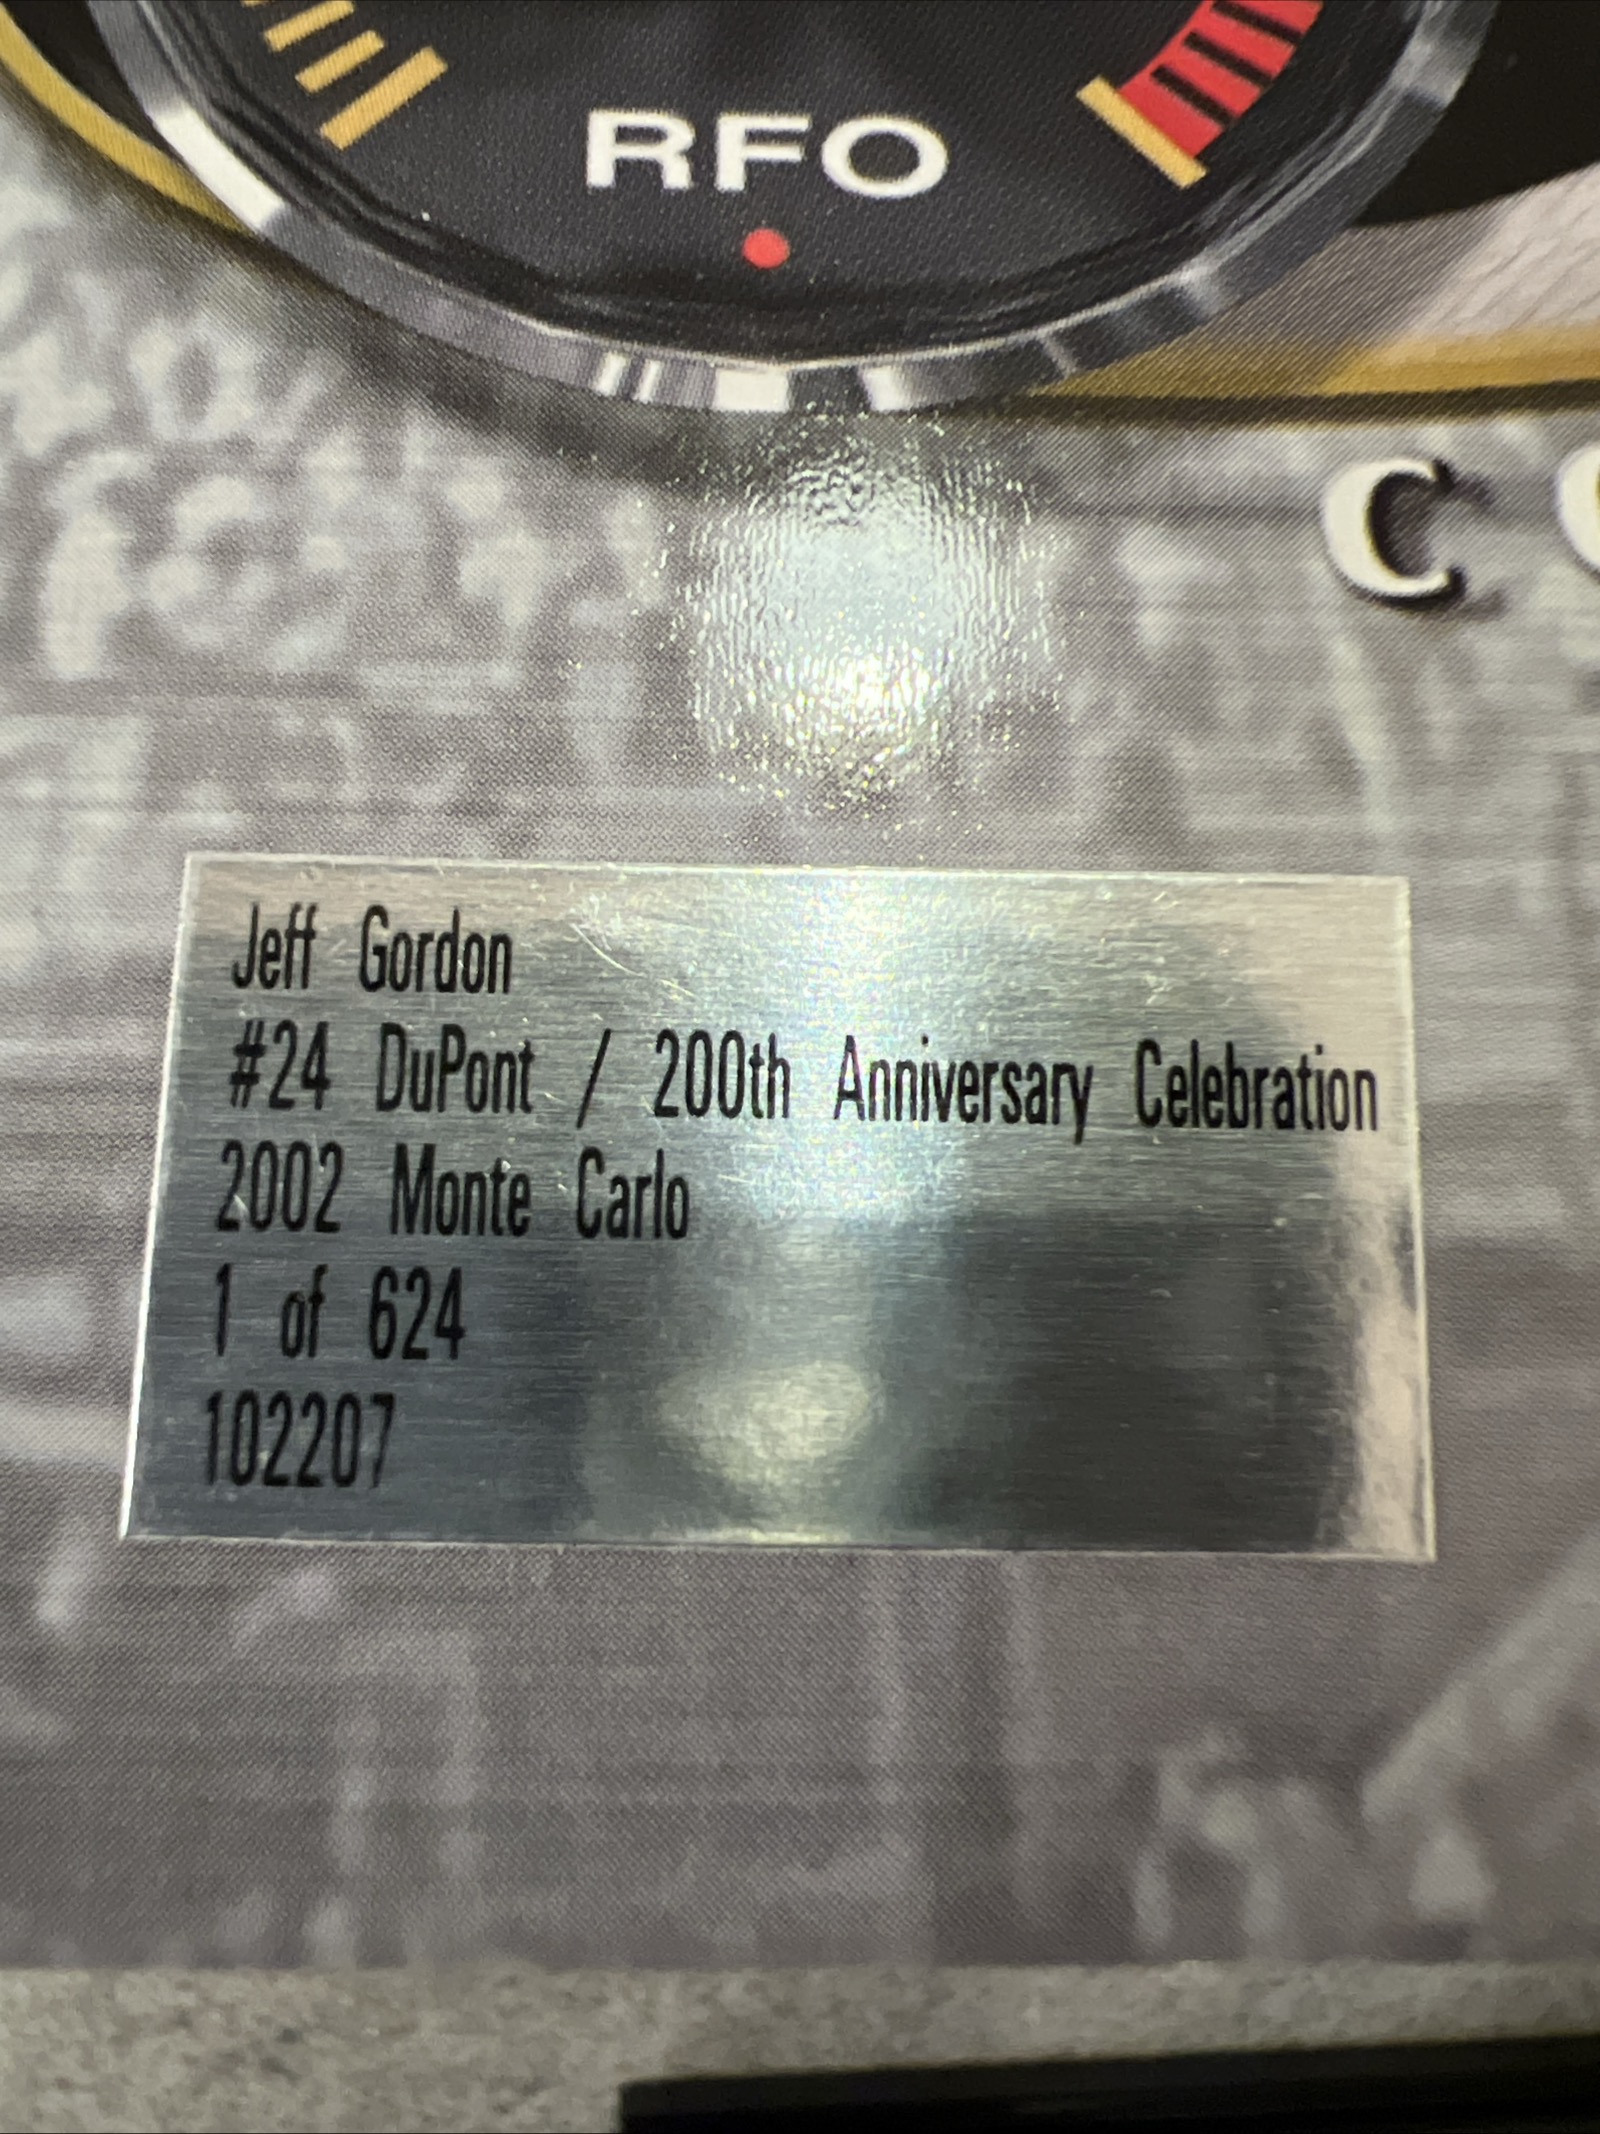 RFO
C
Jeff Gordon
#24 DuPont / 200th Anniversary Celebration
2002 Monte Carlo
1 of 624
102207